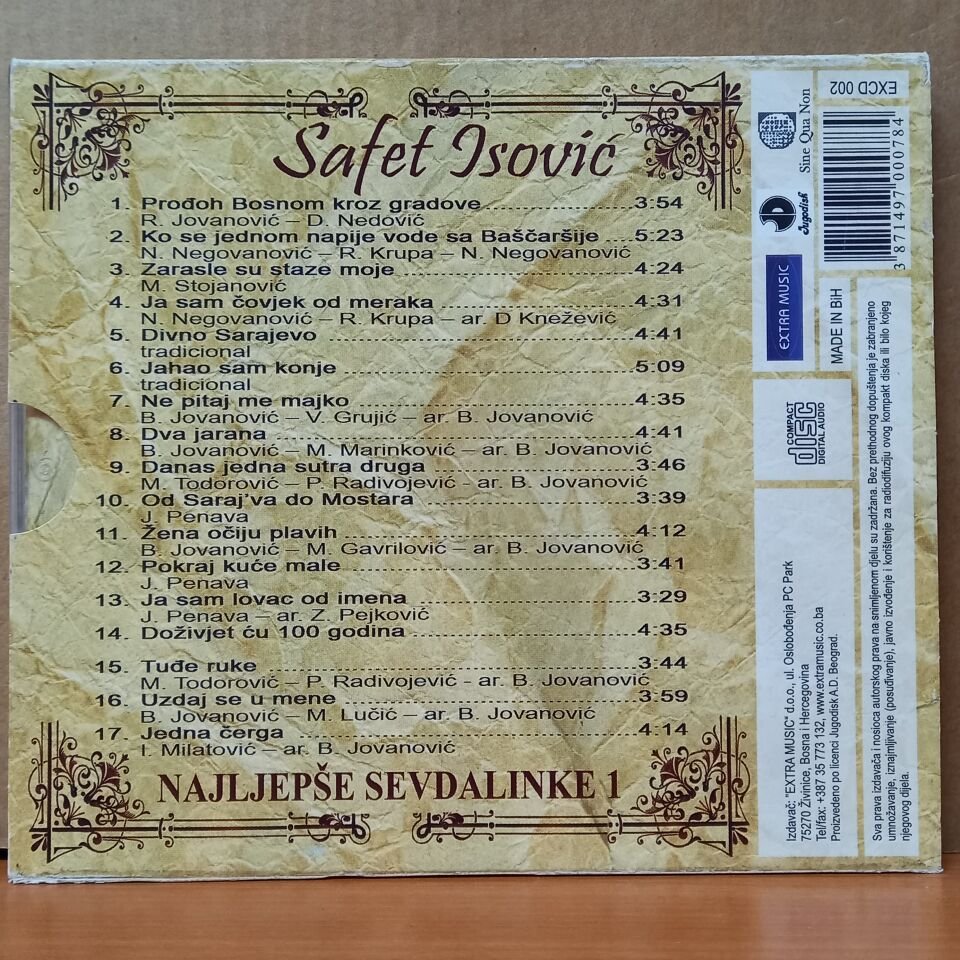 Safet Isović
1. Prođoh Bosnom kroz gradove 3:54
R. Jovanović – D. Nedović
2. Ko se jednom napije vode sa Baščaršije 5:23
N. Negovanović – R. Krupa – N. Negovanović
3. Zarasle su staze moje 4:24
M. Stojanović
4. Ja sam čovjek od meraka 4:31
N. Negovanović – R. Krupa – ar. D Knežević
5. Divno Sarajevo 4:41
tradicional
6. Jahao sam konje 5:09
tradicional
7. Ne pitaj me majko 4:35
B. Jovanović – V. Grujić – ar. B. Jovanović
8. Dva jarana 4:41
B. Jovanović – M. Marinković – ar. B. Jovanović
9. Danas jedna sutra druga 3:46
M. Todorović – P. Radivojević - ar. B. Jovanović
10. Od Saraj'va do Mostara 3:39
J. Penava
11. Žena očiju plavih 4:12
B. Jovanović – M. Gavrilović – ar. B. Jovanović
12. Pokraj kuće male 3:41
J. Penava
13. Ja sam lovac od imena 3:29
J. Penava – ar. Z. Pejković
14. Doživjet ću 100 godina 4:35
15. Tuđe ruke 3:44
M. Todorović – P. Radivojević - ar. B. Jovanović
16. Uzdaj se u mene 3:59
B. Jovanović – M. Lučić – ar. B. Jovanović
17. Jedna čerga 4:14
I. Milatović – ar. B. Jovanović
NAJLJEPŠE SEVDALINKE 1
Sine Qua Non
Jugodisk
EXTRA MUSIC
EXCD 002
3 871497 000784
MADE IN BiH
COMPACT
disc
DIGITAL AUDIO
Izdavač: "EXTRA MUSIC" d.o.o., ul. Oslobođenja PC Park
75270 Živinice, Bosna i Hercegovina
Tel/fax: +387 35 773 132, www.extramusic.co.ba
Proizvedeno po licenci Jugodisk A.D. Beograd.
Sva prava izdavača i nosioca autorskog prava na snimljenom djelu su zadržana. Bez prethodnog dopuštenja je zabranjeno
umnožavanje, iznajmljivanje (posuđivanje), javno izvođenje i korištenje za radiodifuziju ovog kompakt diska ili bilo kojeg
njegovog dijela.